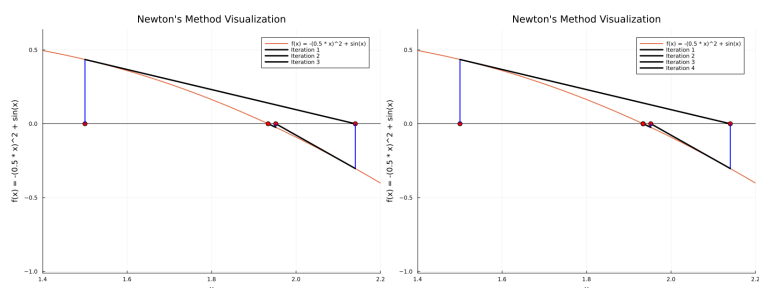 Newton's Method Visualization
f(x) = -(0.5 * x)^2 + sin(x)
0.5
0.0
−0.5
−1.0
1.4
1.6
1.8
2.0
2.2
f(x) = -(0.5 * x)^2 + sin(x)
Iteration 1
Iteration 2
Iteration 3
Newton's Method Visualization
f(x) = -(0.5 * x)^2 + sin(x)
0.5
0.0
−0.5
−1.0
1.4
1.6
1.8
2.0
2.2
f(x) = -(0.5 * x)^2 + sin(x)
Iteration 1
Iteration 2
Iteration 3
Iteration 4